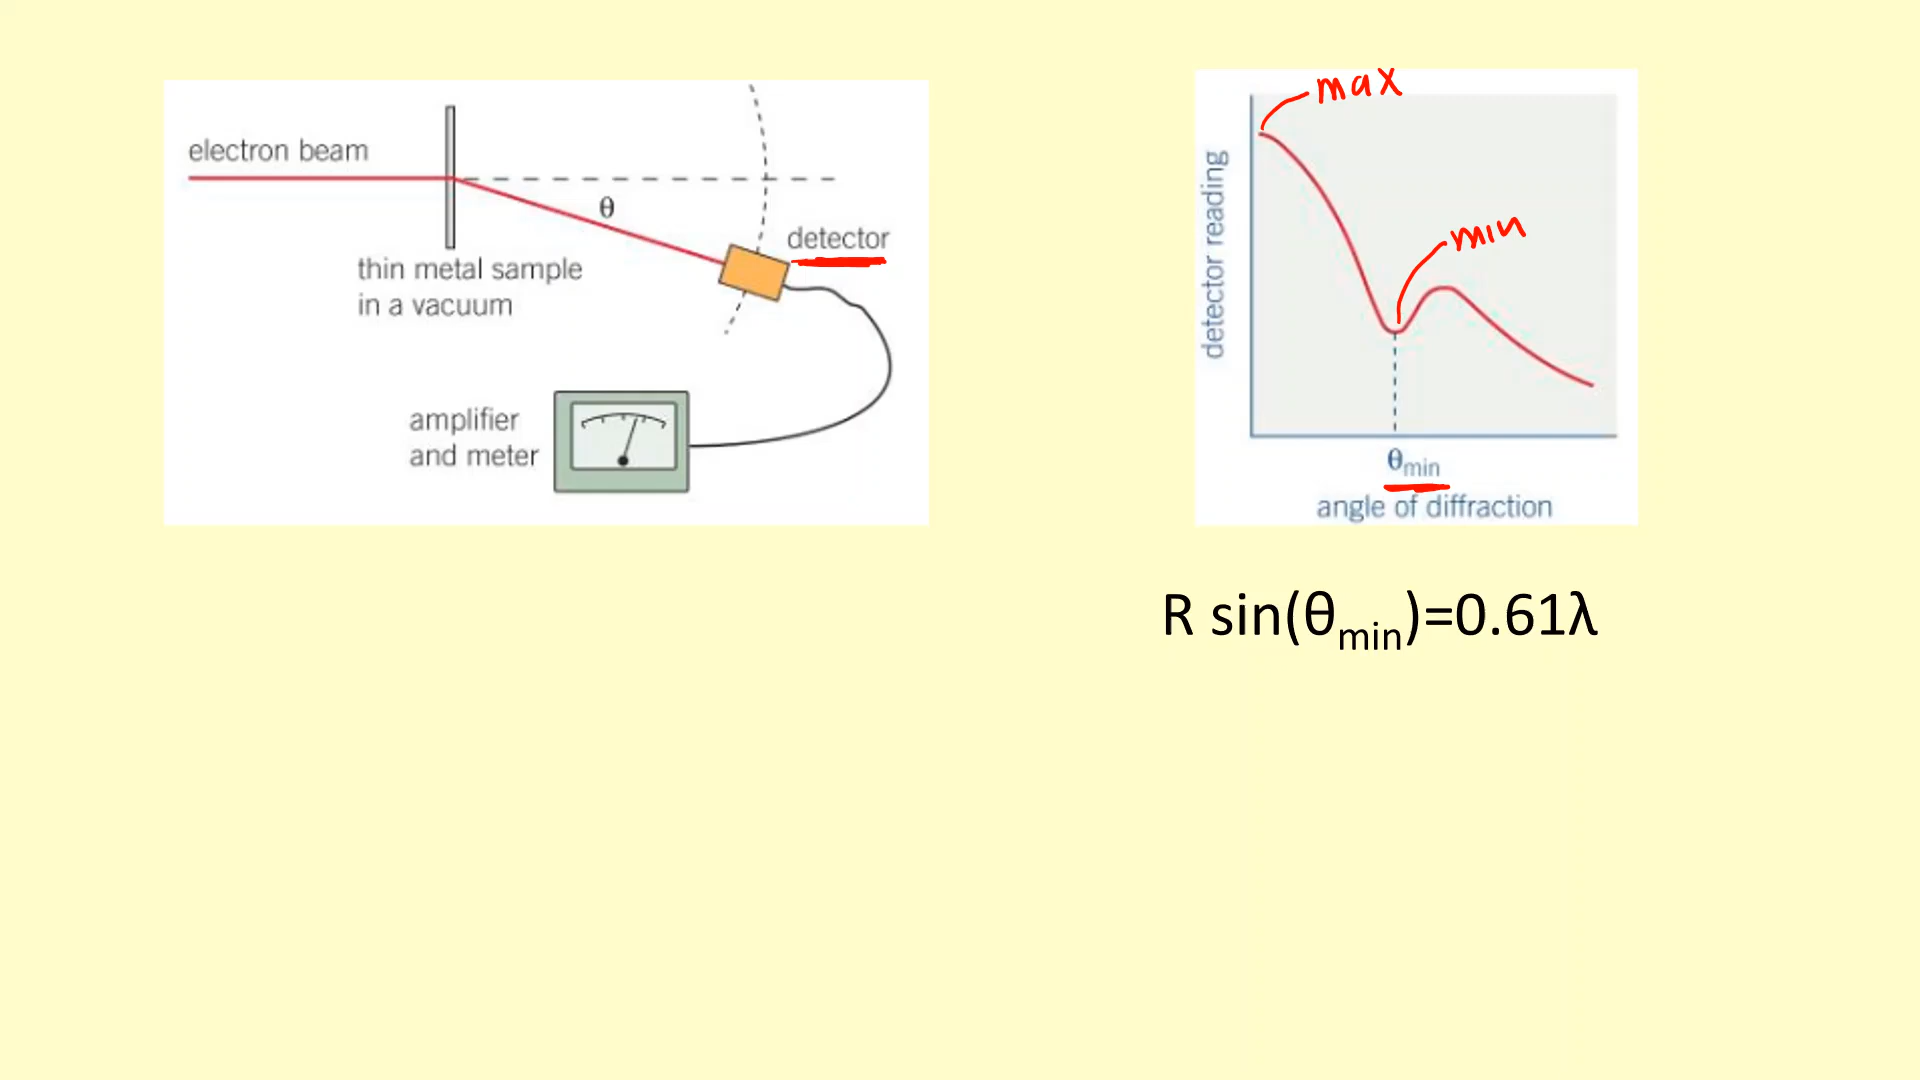 electron beam
θ
detector
thin metal sample
in a vacuum
amplifier
and meter
max
min
detector reading
θmin
angle of diffraction
R sin(θmin)=0.61λ